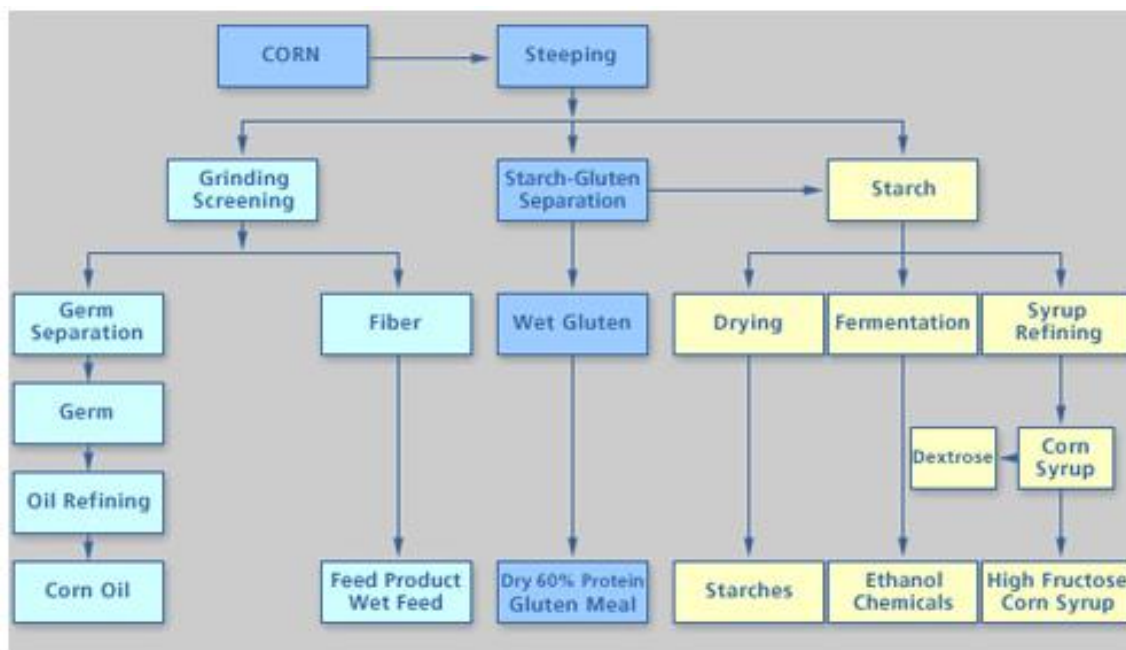 CORN
Steeping
Grinding
Screening
Starch-Gluten
Separation
Starch
Germ
Separation
Fiber
Wet Gluten
Drying
Fermentation
Syrup
Refining
Germ
Dextrose
Corn
Syrup
Oil Refining
Corn Oil
Feed Product
Wet Feed
Dry 60% Protein
Gluten Meal
Starches
Ethanol
Chemicals
High Fructose
Corn Syrup